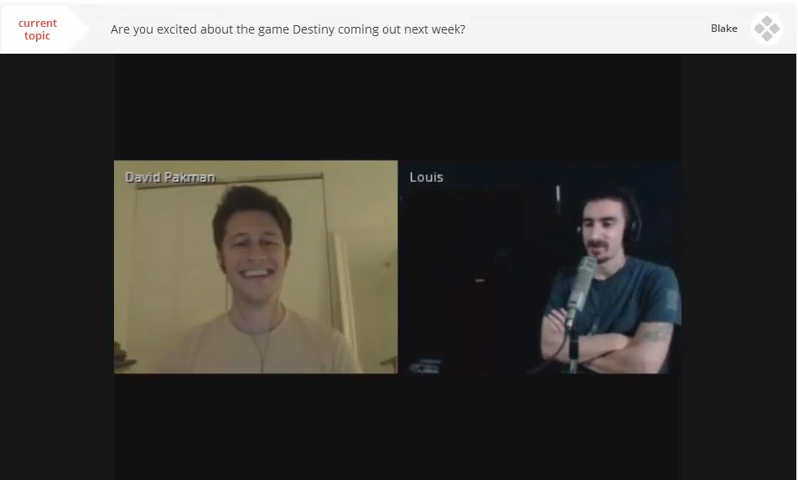 current
topic
Are you excited about the game Destiny coming out next week?
Blake
David Pakman
Louis